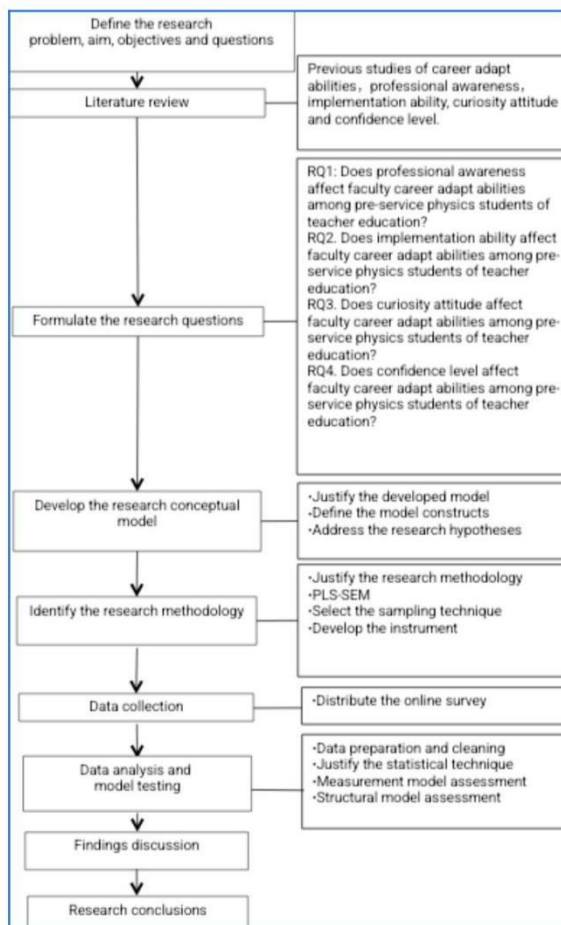 Define the research
problem, aim, objectives and questions
Literature review
Previous studies of career adapt
abilities，professional awareness，
implementation ability, curiosity attitude
and confidence level.
Formulate the research questions
RQ1: Does professional awareness
affect faculty career adapt abilities
among pre-service physics students of
teacher education?
RQ2. Does implementation ability affect
faculty career adapt abilities among pre-
service physics students of teacher
education?
RQ3. Does curiosity attitude affect
faculty career adapt abilities among pre-
service physics students of teacher
education?
RQ4. Does confidence level affect
faculty career adapt abilities among pre-
service physics students of teacher
education?
Develop the research conceptual
model
•Justify the developed model
•Define the model constructs
•Address the research hypotheses
Identify the research methodology
•Justify the research methodology
•PLS-SEM
•Select the sampling technique
•Develop the instrument
Data collection
•Distribute the online survey
Data analysis and
model testing
•Data preparation and cleaning
•Justify the statistical technique
•Measurement model assessment
•Structural model assessment
Findings discussion
Research conclusions